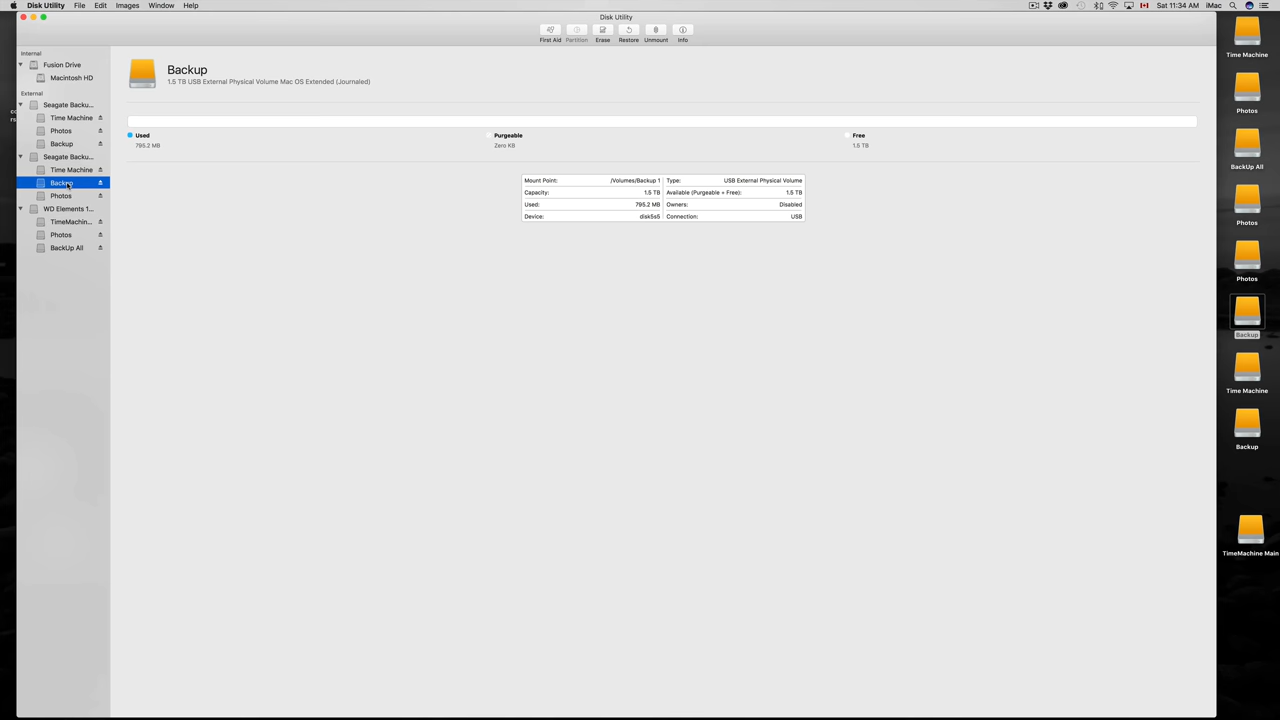 Disk Utility File Edit Images Window Help Sat 11:34 AM iMac
Disk Utility
First Aid Partition Erase Restore Unmount Info
Internal
Fusion Drive
Macintosh HD
External
Seagate Backu...
Time Machine
Photos
Backup
Seagate Backu...
Time Machine
Backup
Photos
WD Elements 1...
TimeMachin...
Photos
BackUp All
Backup
1.5 TB USB External Physical Volume Mac OS Extended (Journaled)
Used
795.2 MB
Purgeable
Zero KB
Free
1.5 TB
Mount Point: /Volumes/Backup 1 Type: USB External Physical Volume
Capacity: 1.5 TB Available (Purgeable + Free): 1.5 TB
Used: 795.2 MB Owners: Disabled
Device: disk5s5 Connection: USB
Time Machine
Photos
BackUp All
Photos
Photos
Backup
Time Machine
Backup
TimeMachine Main